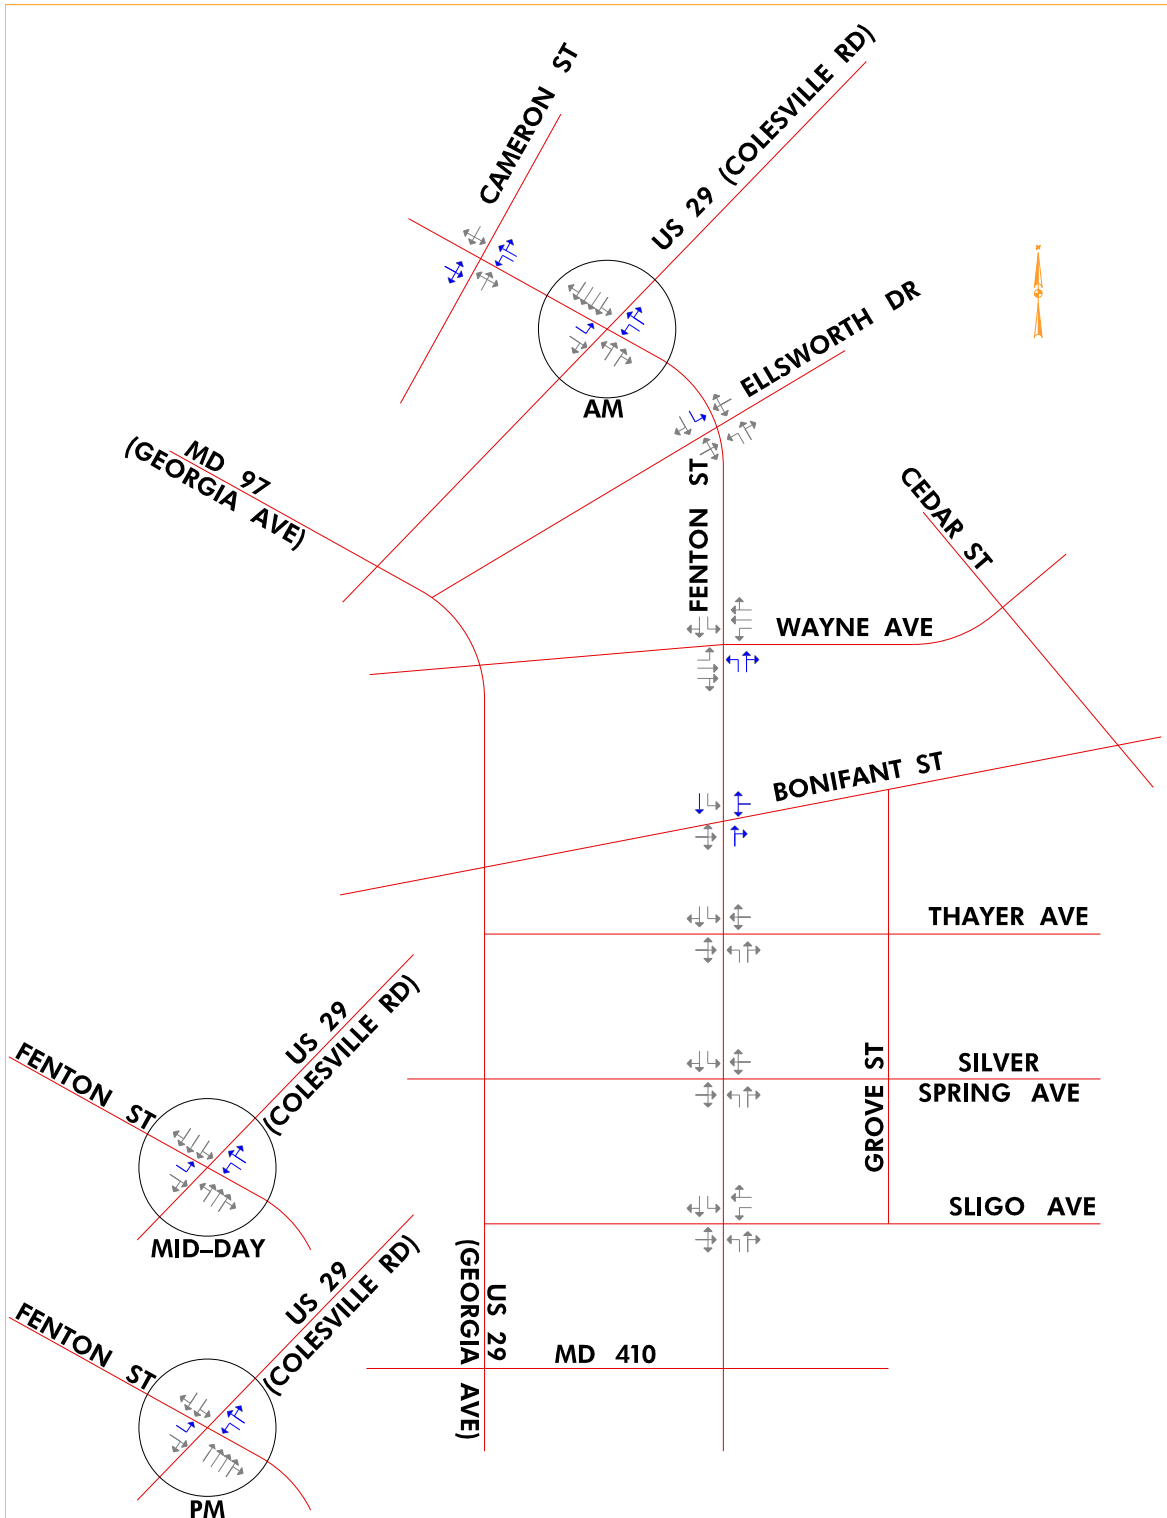 CAMERON ST
US 29 (COLESVILLE RD)
ELLSWORTH DR
AM
MD 97
(GEORGIA AVE)
FENTON ST
CEDAR ST
WAYNE AVE
BONIFANT ST
THAYER AVE
SILVER
SPRING AVE
GROVE ST
SLIGO AVE
US 29
(GEORGIA AVE)
MD 410
FENTON ST
US 29
(COLESVILLE RD)
MID–DAY
FENTON ST
US 29
(COLESVILLE RD)
PM